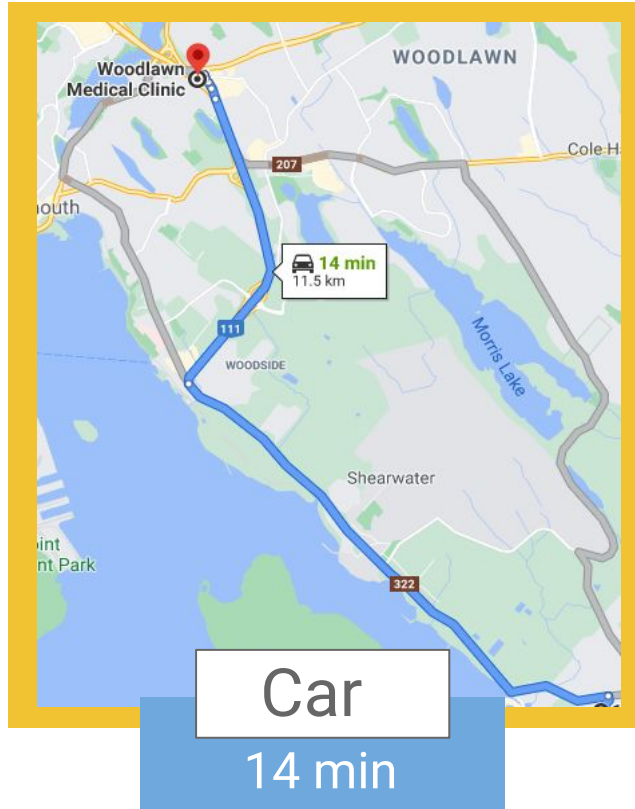 WOODLAWN
Woodlawn
Medical Clinic
Cole H
207
outh
14 min
11.5 km
111
Morris Lake
WOODSIDE
Shearwater
oint
nt Park
322
Car
14 min